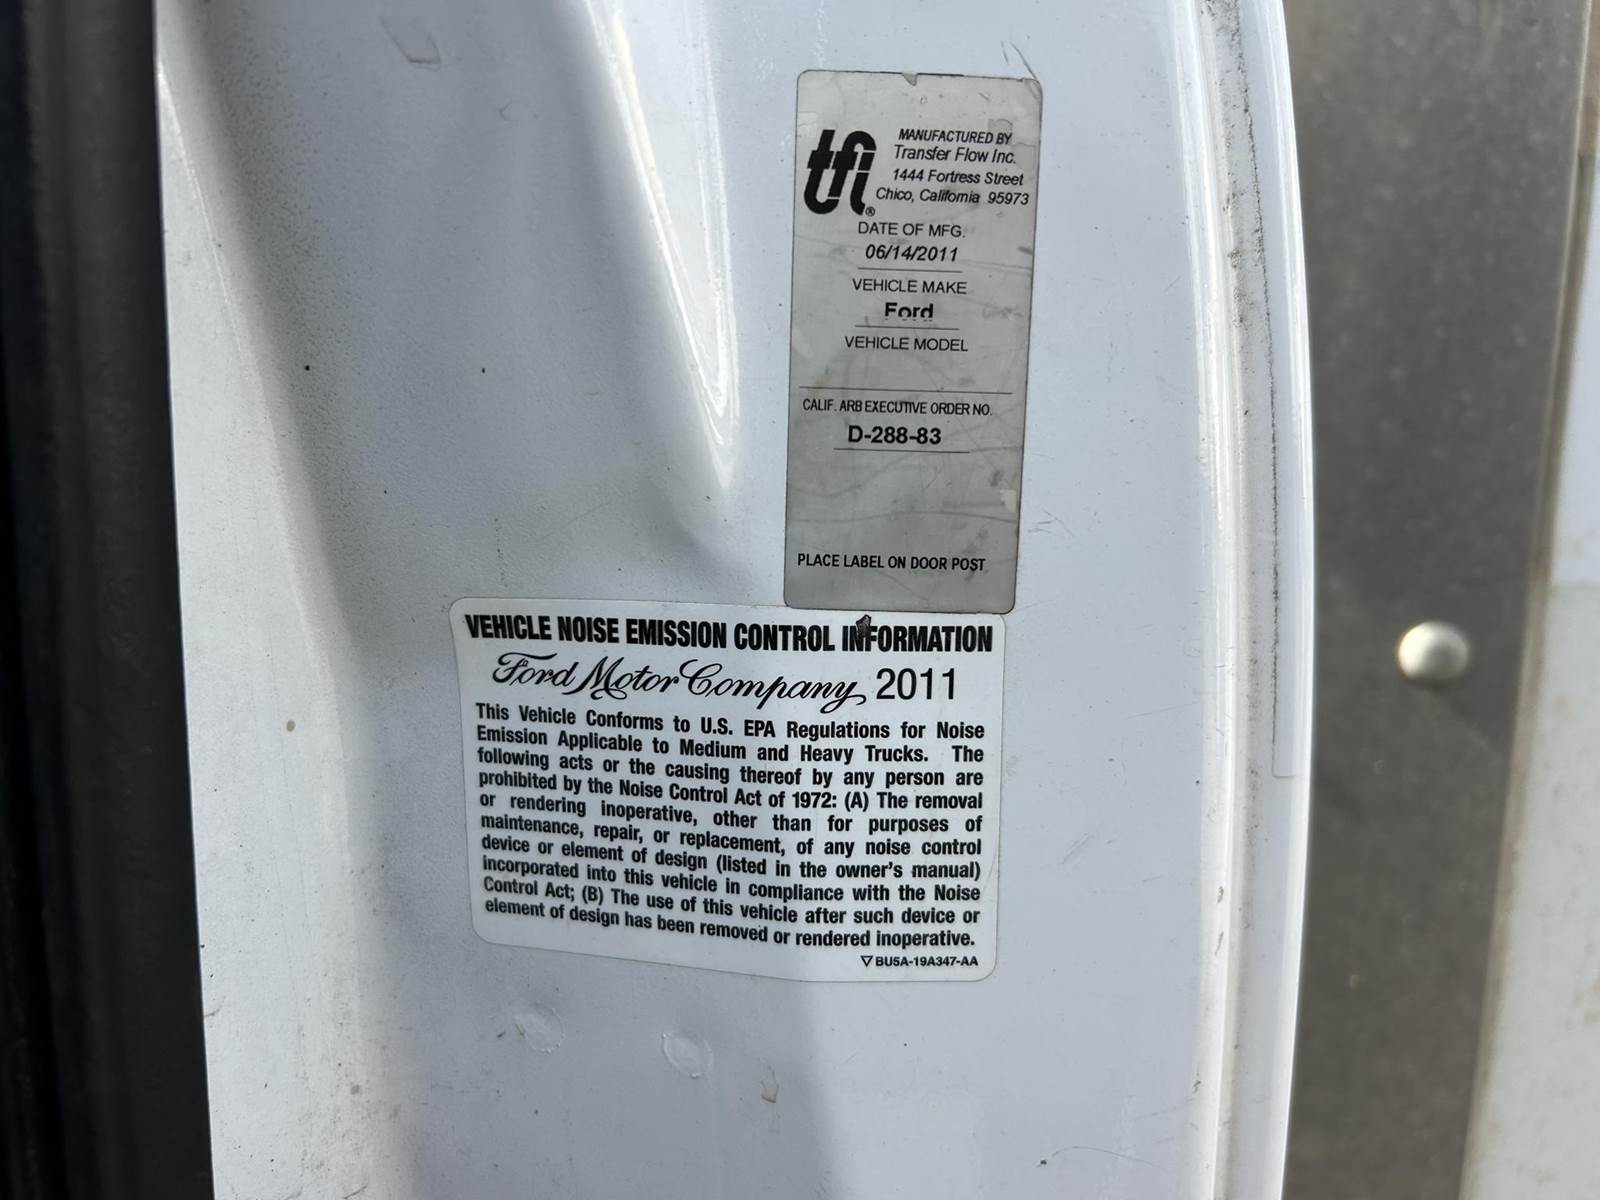 tfi®
MANUFACTURED BY
Transfer Flow Inc.
1444 Fortress Street
Chico, California 95973
DATE OF MFG.
06/14/2011
VEHICLE MAKE
Ford
VEHICLE MODEL
CALIF. ARB EXECUTIVE ORDER NO.
D-288-83
PLACE LABEL ON DOOR POST
VEHICLE NOISE EMISSION CONTROL INFORMATION
Ford Motor Company, 2011
This Vehicle Conforms to U.S. EPA Regulations for Noise
Emission Applicable to Medium and Heavy Trucks. The
following acts or the causing thereof by any person are
prohibited by the Noise Control Act of 1972: (A) The removal
or rendering inoperative, other than for purposes of
maintenance, repair, or replacement, of any noise control
device or element of design (listed in the owner's manual)
incorporated into this vehicle in compliance with the Noise
Control Act; (B) The use of this vehicle after such device or
element of design has been removed or rendered inoperative.
BU5A-19A347-AA